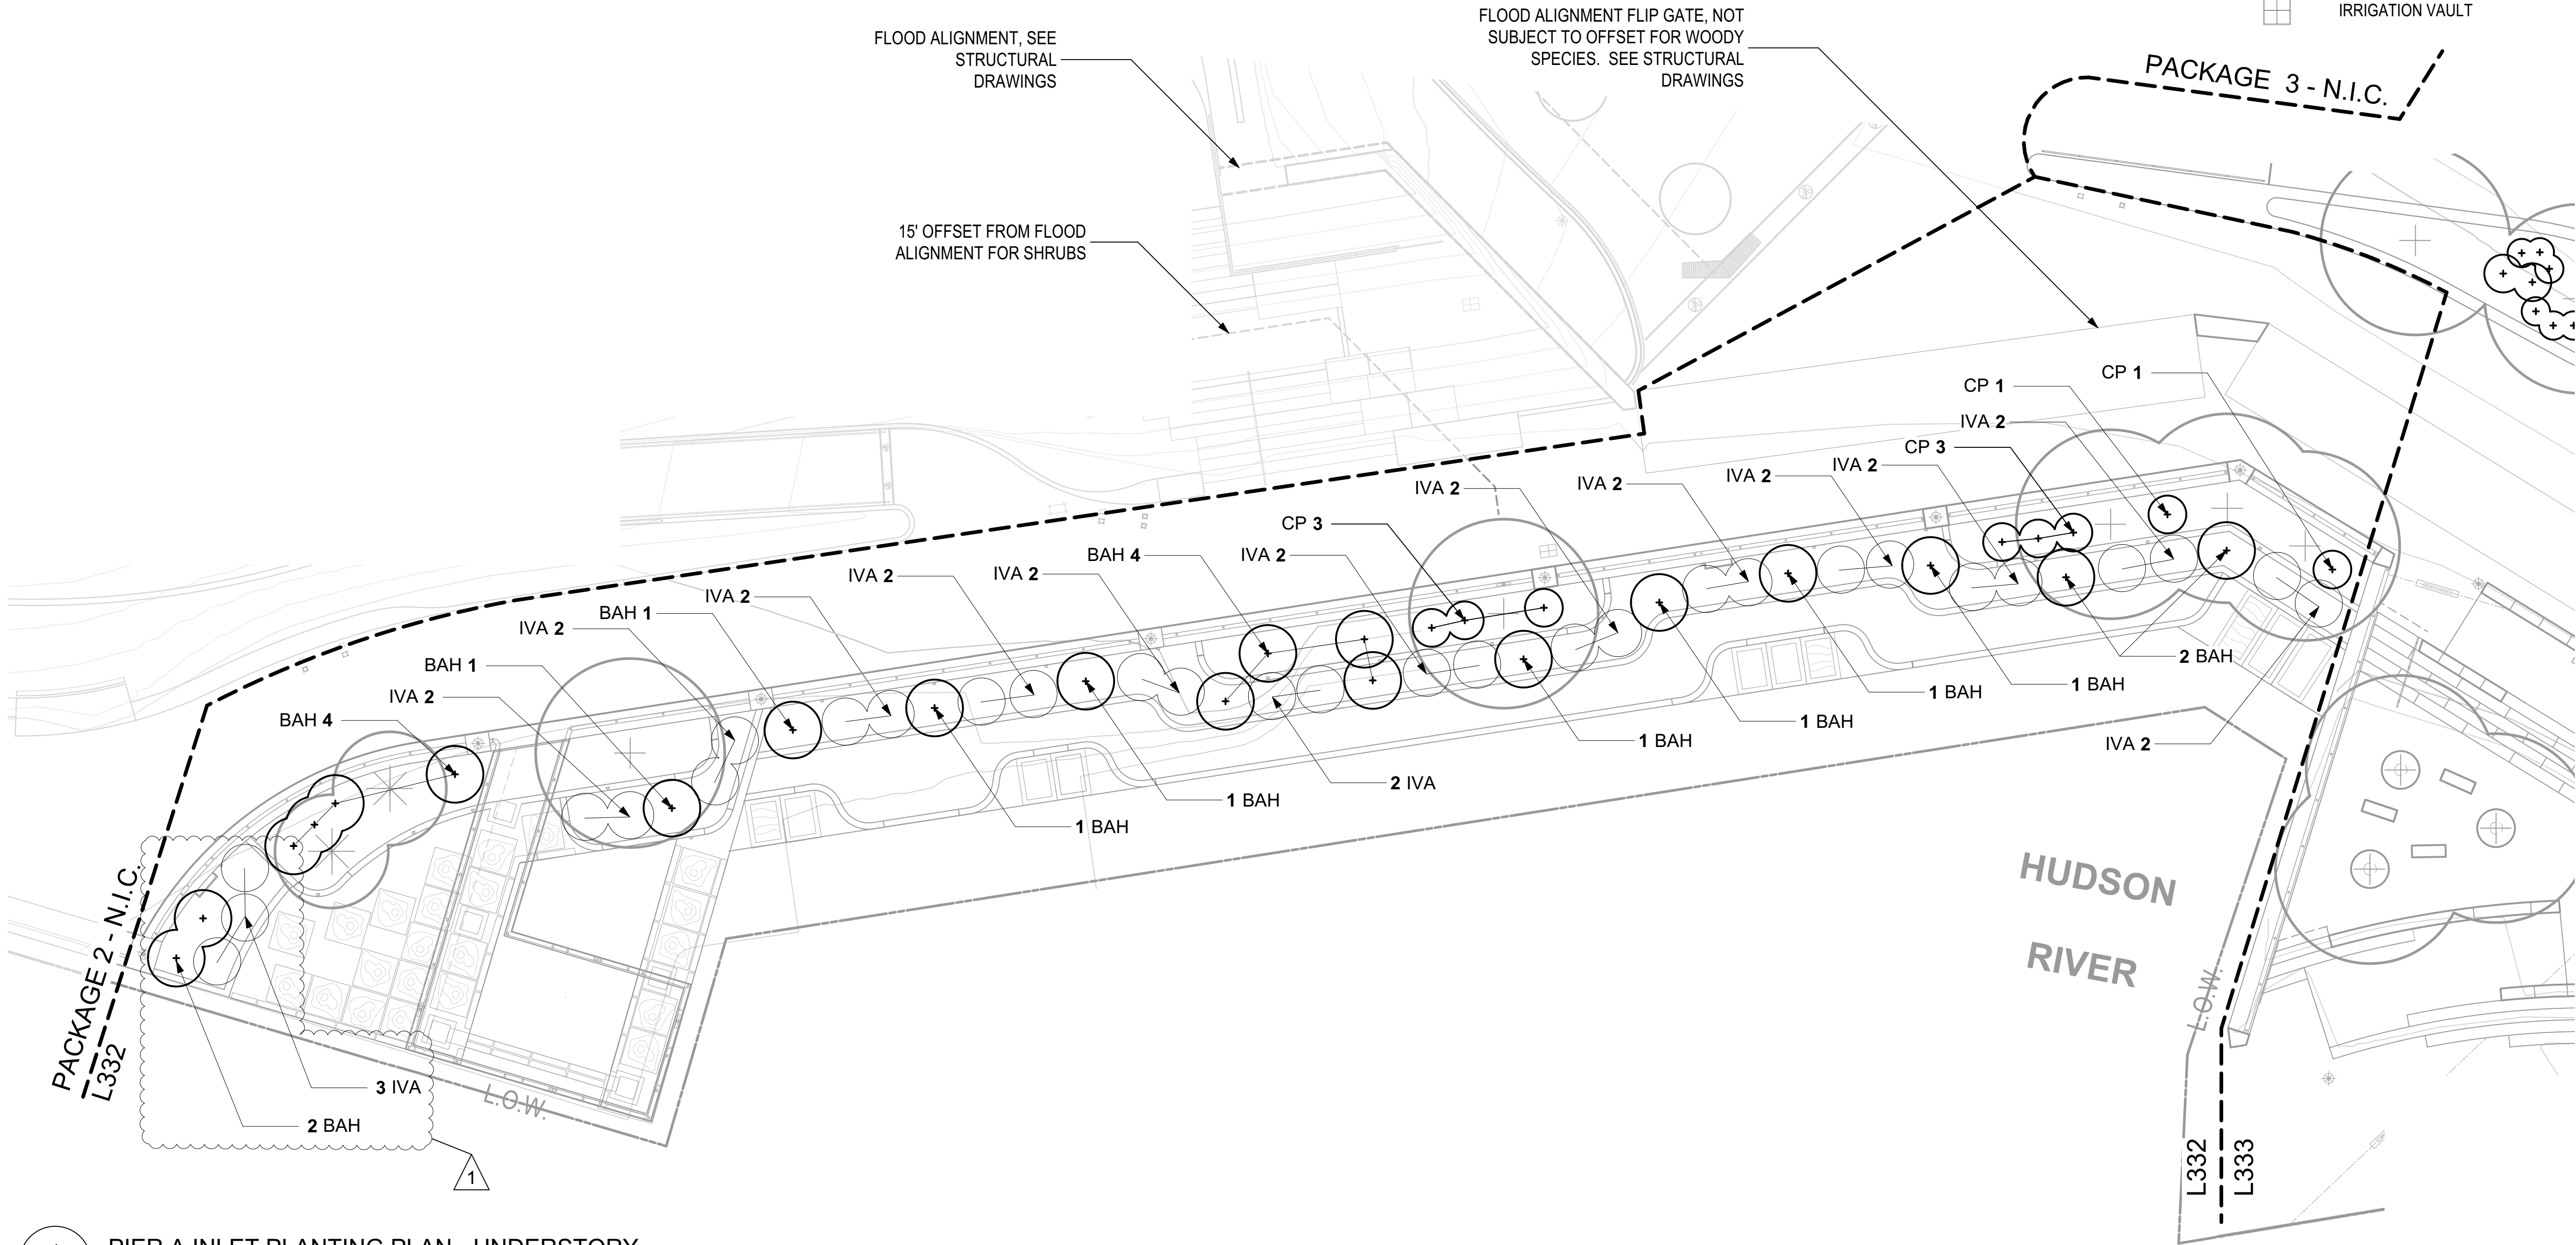 IRRIGATION VAULT
FLOOD ALIGNMENT FLIP GATE, NOT
SUBJECT TO OFFSET FOR WOODY
SPECIES. SEE STRUCTURAL
DRAWINGS
FLOOD ALIGNMENT, SEE
STRUCTURAL
DRAWINGS
PACKAGE 3 - N.I.C.
15' OFFSET FROM FLOOD
ALIGNMENT FOR SHRUBS
CP 1
CP 1
IVA 2
CP 3
IVA 2
IVA 2
IVA 2
IVA 2
CP 3
IVA 2
BAH 4
IVA 2
IVA 2
IVA 2
BAH 1
IVA 2
BAH 1
IVA 2
BAH 4
2 BAH
1 BAH
1 BAH
1 BAH
1 BAH
IVA 2
2 IVA
1 BAH
1 BAH
HUDSON
RIVER
PACKAGE 2 - N.I.C.
L332
L.O.W.
3 IVA
2 BAH
L.O.W.
1
L332
L333
PIER A INLET PLANTING PLAN - UNDERSTORY